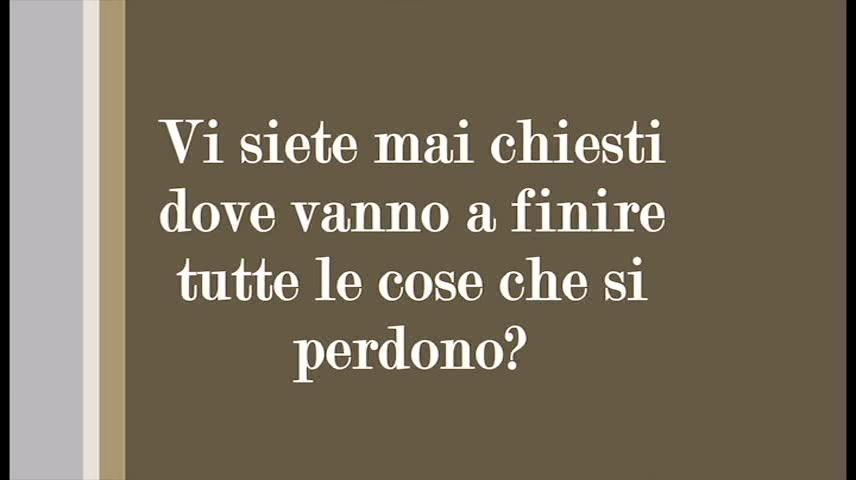 Vi siete mai chiesti
dove vanno a finire
tutte le cose che si
perdono?